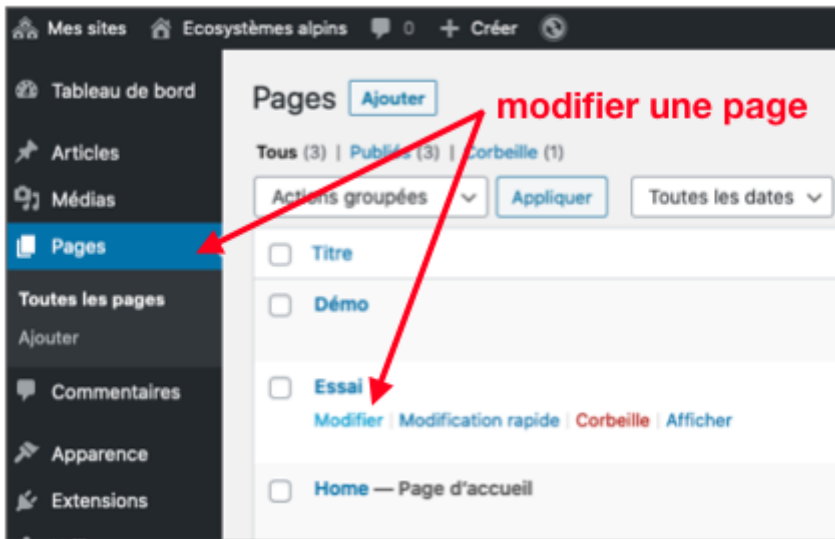 Mes sites Ecosystèmes alpins 0 + Créer
Tableau de bord
Articles
Médias
Pages
Toutes les pages
Ajouter
Commentaires
Apparence
Extensions
Pages Ajouter
modifier une page
Tous (3) | Publiés (3) | Corbeille (1)
Actions groupées Appliquer Toutes les dates
Titre
Démo
Essai
Modifier | Modification rapide | Corbeille | Afficher
Home — Page d'accueil